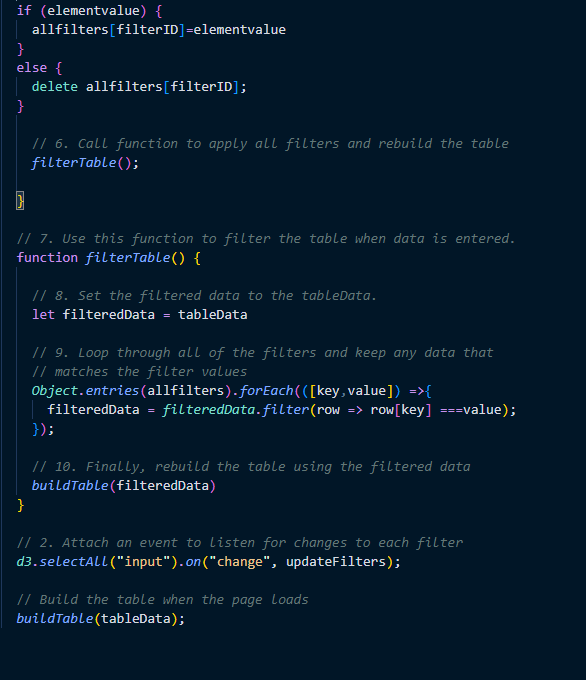 if (elementvalue) {
allfilters[filterID]=elementvalue
}
else {
delete allfilters[filterID];
}
// 6. Call function to apply all filters and rebuild the table
filterTable();
}
// 7. Use this function to filter the table when data is entered.
function filterTable() {
// 8. Set the filtered data to the tableData.
let filteredData = tableData
// 9. Loop through all of the filters and keep any data that
// matches the filter values
Object.entries(allfilters).forEach(([key,value]) =>{
filteredData = filteredData.filter(row => row[key] ===value);
});
// 10. Finally, rebuild the table using the filtered data
buildTable(filteredData)
}
// 2. Attach an event to listen for changes to each filter
d3.selectAll("input").on("change", updateFilters);
// Build the table when the page loads
buildTable(tableData);